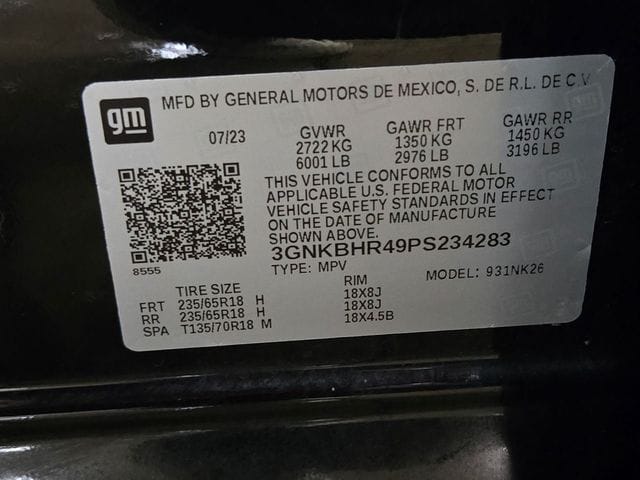 gm
MFD BY GENERAL MOTORS DE MEXICO, S. DE R.L. DE C.V.
07/23
GVWR GAWR FRT GAWR RR
2722 KG 1350 KG 1450 KG
6001 LB 2976 LB 3196 LB
THIS VEHICLE CONFORMS TO ALL
APPLICABLE U.S. FEDERAL MOTOR
VEHICLE SAFETY STANDARDS IN EFFECT
ON THE DATE OF MANUFACTURE
SHOWN ABOVE.
3GNKBHR49PS234283
8555
TYPE: MPV MODEL: 931NK26
TIRE SIZE RIM
FRT 235/65R18 H 18X8J
RR 235/65R18 H 18X8J
SPA T135/70R18 M 18X4.5B